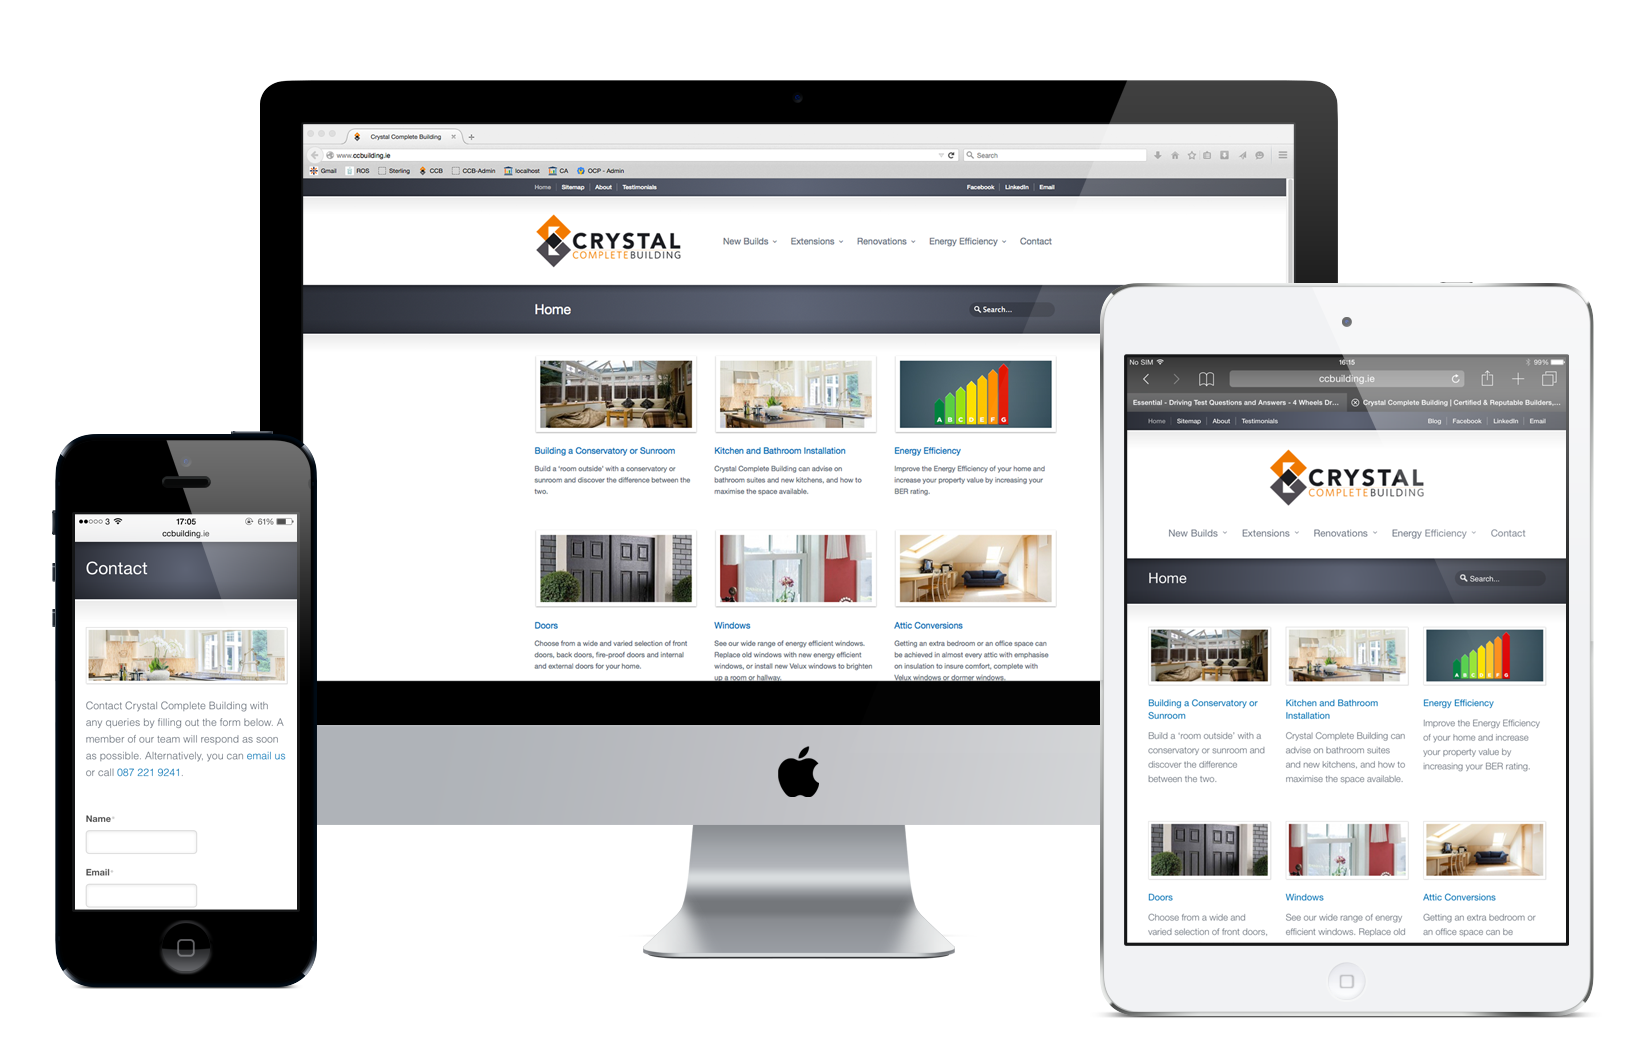 Crystal Complete Building
www.ccbuilding.ie
Search
Gmail ROS Sterling CCB CCB-Admin localhost CA OCP - Admin
Home Sitemap About Testimonials Facebook LinkedIn Email
CRYSTAL
COMPLETEBUILDING
New Builds Extensions Renovations Energy Efficiency Contact
Home
Search...
Building a Conservatory or Sunroom
Build a ‘room outside’ with a conservatory or
sunroom and discover the difference between the
two.
Kitchen and Bathroom Installation
Crystal Complete Building can advise on
bathroom suites and new kitchens, and how to
maximise the space available.
A B C D E F G
Energy Efficiency
Improve the Energy Efficiency of your home and
increase your property value by increasing your
BER rating.
Doors
Choose from a wide and varied selection of front
doors, back doors, fire-proof doors and internal
and external doors for your home.
Windows
See our wide range of energy efficient windows.
Replace old windows with new energy efficient
windows, or install new Velux windows to brighten
up a room or hallway.
Attic Conversions
Getting an extra bedroom or an office space can
be achieved in almost every attic with emphasise
on insulation to insure comfort, complete with
Velux windows or dormer windows.
3 17:05 61%
ccbuilding.ie
Contact
Contact Crystal Complete Building with
any queries by filling out the form below. A
member of our team will respond as soon
as possible. Alternatively, you can email us
or call 087 221 9241.
Name*
Email*
No SIM 16:15 99%
ccbuilding.ie
Essential - Driving Test Questions and Answers - 4 Wheels Dr... Crystal Complete Building | Certified & Reputable Builders,...
Home Sitemap About Testimonials Blog Facebook LinkedIn Email
CRYSTAL
COMPLETEBUILDING
New Builds Extensions Renovations Energy Efficiency Contact
Home
Search...
Building a Conservatory or
Sunroom
Build a ‘room outside’ with a
conservatory or sunroom and
discover the difference
between the two.
Kitchen and Bathroom
Installation
Crystal Complete Building can
advise on bathroom suites
and new kitchens, and how to
maximise the space available.
A B C D E F G
Energy Efficiency
Improve the Energy Efficiency
of your home and increase
your property value by
increasing your BER rating.
Doors
Choose from a wide and
varied selection of front doors,
Windows
See our wide range of energy
efficient windows. Replace old
Attic Conversions
Getting an extra bedroom or
an office space can be